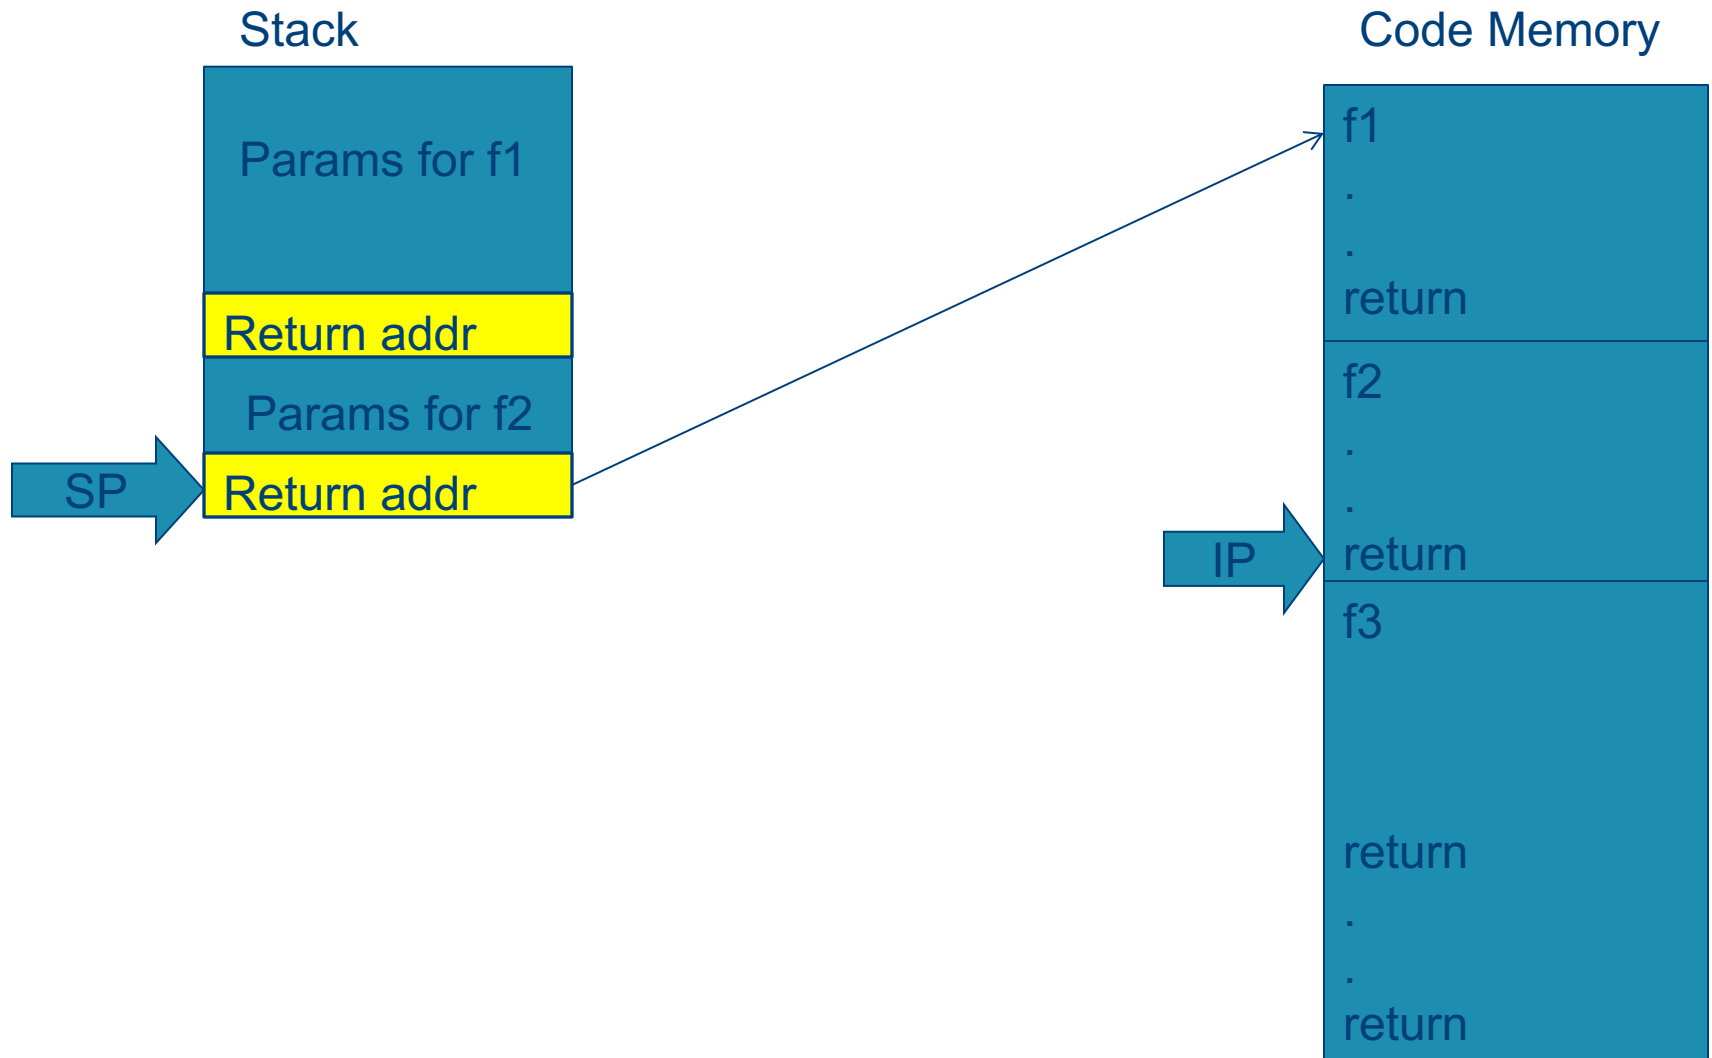 Stack
Params for f1
Return addr
Params for f2
SP
Return addr
Code Memory
f1
.
.
return
f2
.
.
IP
return
f3
return
.
.
return